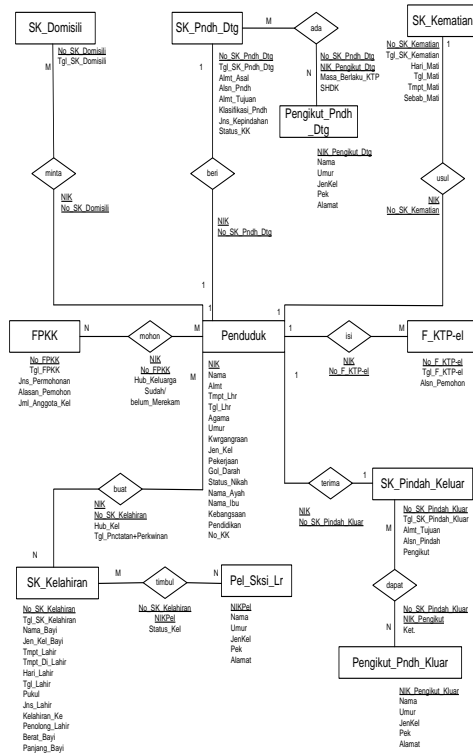 SK_Domisili
No_SK_Domisili
Tgl_SK_Domisili
M
minta
NIK
No_SK_Domisili
1
SK_Pndh_Dtg
No_SK_Pndh_Dtg
Tgl_SK_Pndh_Dtg
Almt_Asal
Alsn_Pndh
Almt_Tujuan
Klasifikasi_Pndh
Jns_Kepindahan
Status_KK
1
beri
NIK
No_SK_Pndh_Dtg
1
M
ada
No_SK_Pndh_Dtg
NIK_Pengikut_Dtg
Masa_Berlaku_KTP
SHDK
N
Pengikut_Pndh
_Dtg
NIK_Pengikut_Dtg
Nama
Umur
JenKel
Pek
Alamat
SK_Kematian
No_SK_Kematian
Tgl_SK_Kematian
Hari_Mati
Tgl_Mati
Tmpt_Mati
Sebab_Mati
1
usul
NIK
No_SK_Kematian
1
FPKK
No_FPKK
Tgl_FPKK
Jns_Permohonan
Alasan_Pemohon
Jml_Anggota_Kel
N
mohon
M
NIK
No_FPKK
Hub_Keluarga
Sudah/
belum_Merekam
Penduduk
NIK
Nama
Almt
Tmpt_Lhr
Tgl_Lhr
Agama
Umur
Kwrgangraan
Jen_Kel
Pekerjaan
Gol_Darah
Status_Nikah
Nama_Ayah
Nama_Ibu
Kebangsaan
Pendidikan
No_KK
1
isi
M
NIK
No_F_KTP-el
F_KTP-el
No_F_KTP-el
Tgl_F_KTP-el
Alsn_Pemohon
M
buat
NIK
No_SK_Kelahiran
Hub_Kel
Tgl_Pnctatan+Perkwinan
N
1
terima
1
NIK
No_SK_Pindah_Kluar
SK_Pindah_Keluar
No_SK_Pindah_Kluar
Tgl_SK_Pindah_Kluar
Almt_Tujuan
Alsn_Pindah
Pengikut
M
dapat
No_SK_Pindah_Kluar
NIK_Pengikut
Ket.
N
Pengikut_Pndh_Kluar
NIK_Pengikut_Kluar
Nama
Umur
JenKel
Pek
Alamat
SK_Kelahiran
No_SK_Kelahiran
Tgl_SK_Kelahiran
Nama_Bayi
Jen_Kel_Bayi
Tmpt_Lahir
Tmpt_Di_Lahir
Hari_Lahir
Tgl_Lahir
Pukul
Jns_Lahir
Kelahiran_Ke
Penolong_Lahir
Berat_Bayi
Panjang_Bayi
M
timbul
N
No_SK_Kelahiran
NIKPel
Status_Kel
Pel_Sksi_Lr
NIKPel
Nama
Umur
JenKel
Pek
Alamat